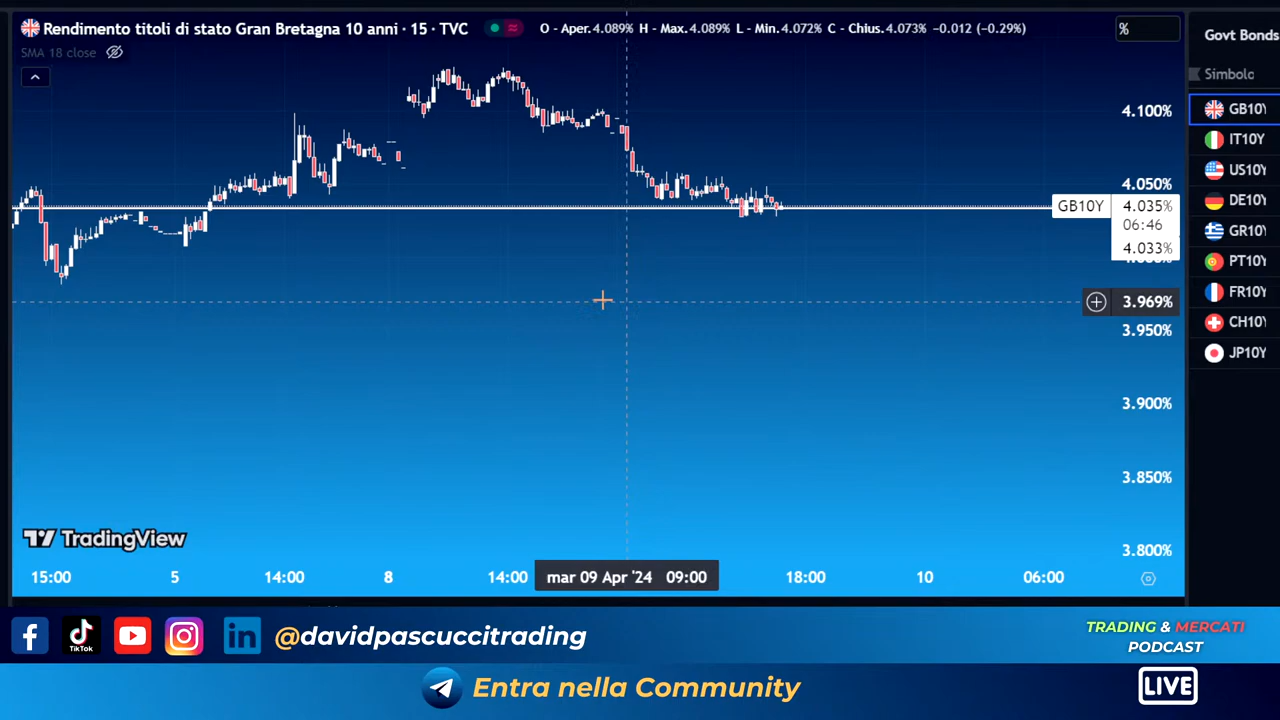 Rendimento titoli di stato Gran Bretagna 10 anni · 15 · TVC O - Aper.4.089% H - Max.4.089% L - Min.4.072% C - Chius.4.073% −0.012 (−0.29%)
%
SMA 18 close
Govt Bonds
Simbolo
GB10Y
IT10Y
US10Y
DE10Y
GR10Y
PT10Y
FR10Y
CH10Y
JP10Y
4.100%
4.050%
GB10Y 4.035%
06:46
4.033%
3.969%
3.950%
3.900%
3.850%
3.800%
TradingView
15:00 5 14:00 8 14:00 mar 09 Apr '24 09:00 18:00 10 06:00
TikTok
@davidpascuccitrading
TRADING & MERCATI
PODCAST
Entra nella Community
LIVE